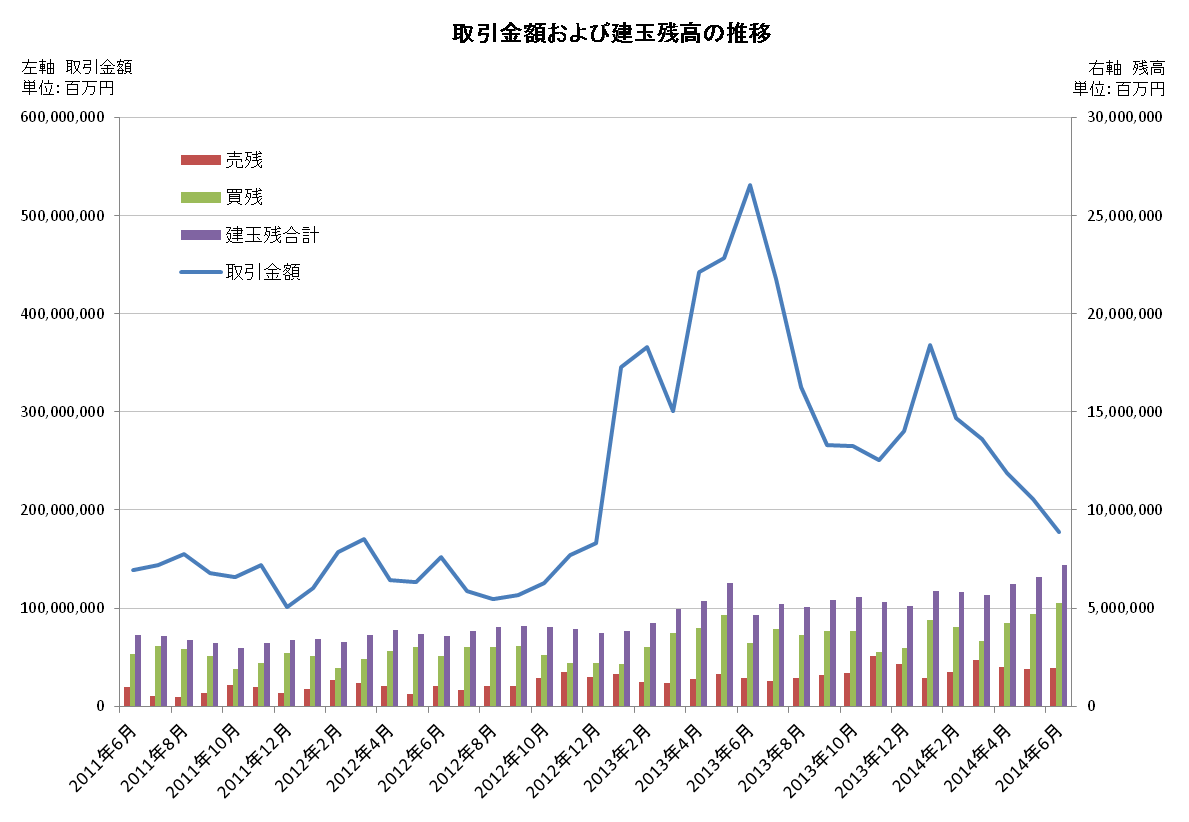 取引金額および建玉残高の推移
左軸 取引金額
単位:百万円
右軸 残高
単位:百万円
600,000,000
500,000,000
400,000,000
300,000,000
200,000,000
100,000,000
0
30,000,000
25,000,000
20,000,000
15,000,000
10,000,000
5,000,000
0
売残
買残
建玉残合計
取引金額
2011年6月
2011年8月
2011年10月
2011年12月
2012年2月
2012年4月
2012年6月
2012年8月
2012年10月
2012年12月
2013年2月
2013年4月
2013年6月
2013年8月
2013年10月
2013年12月
2014年2月
2014年4月
2014年6月